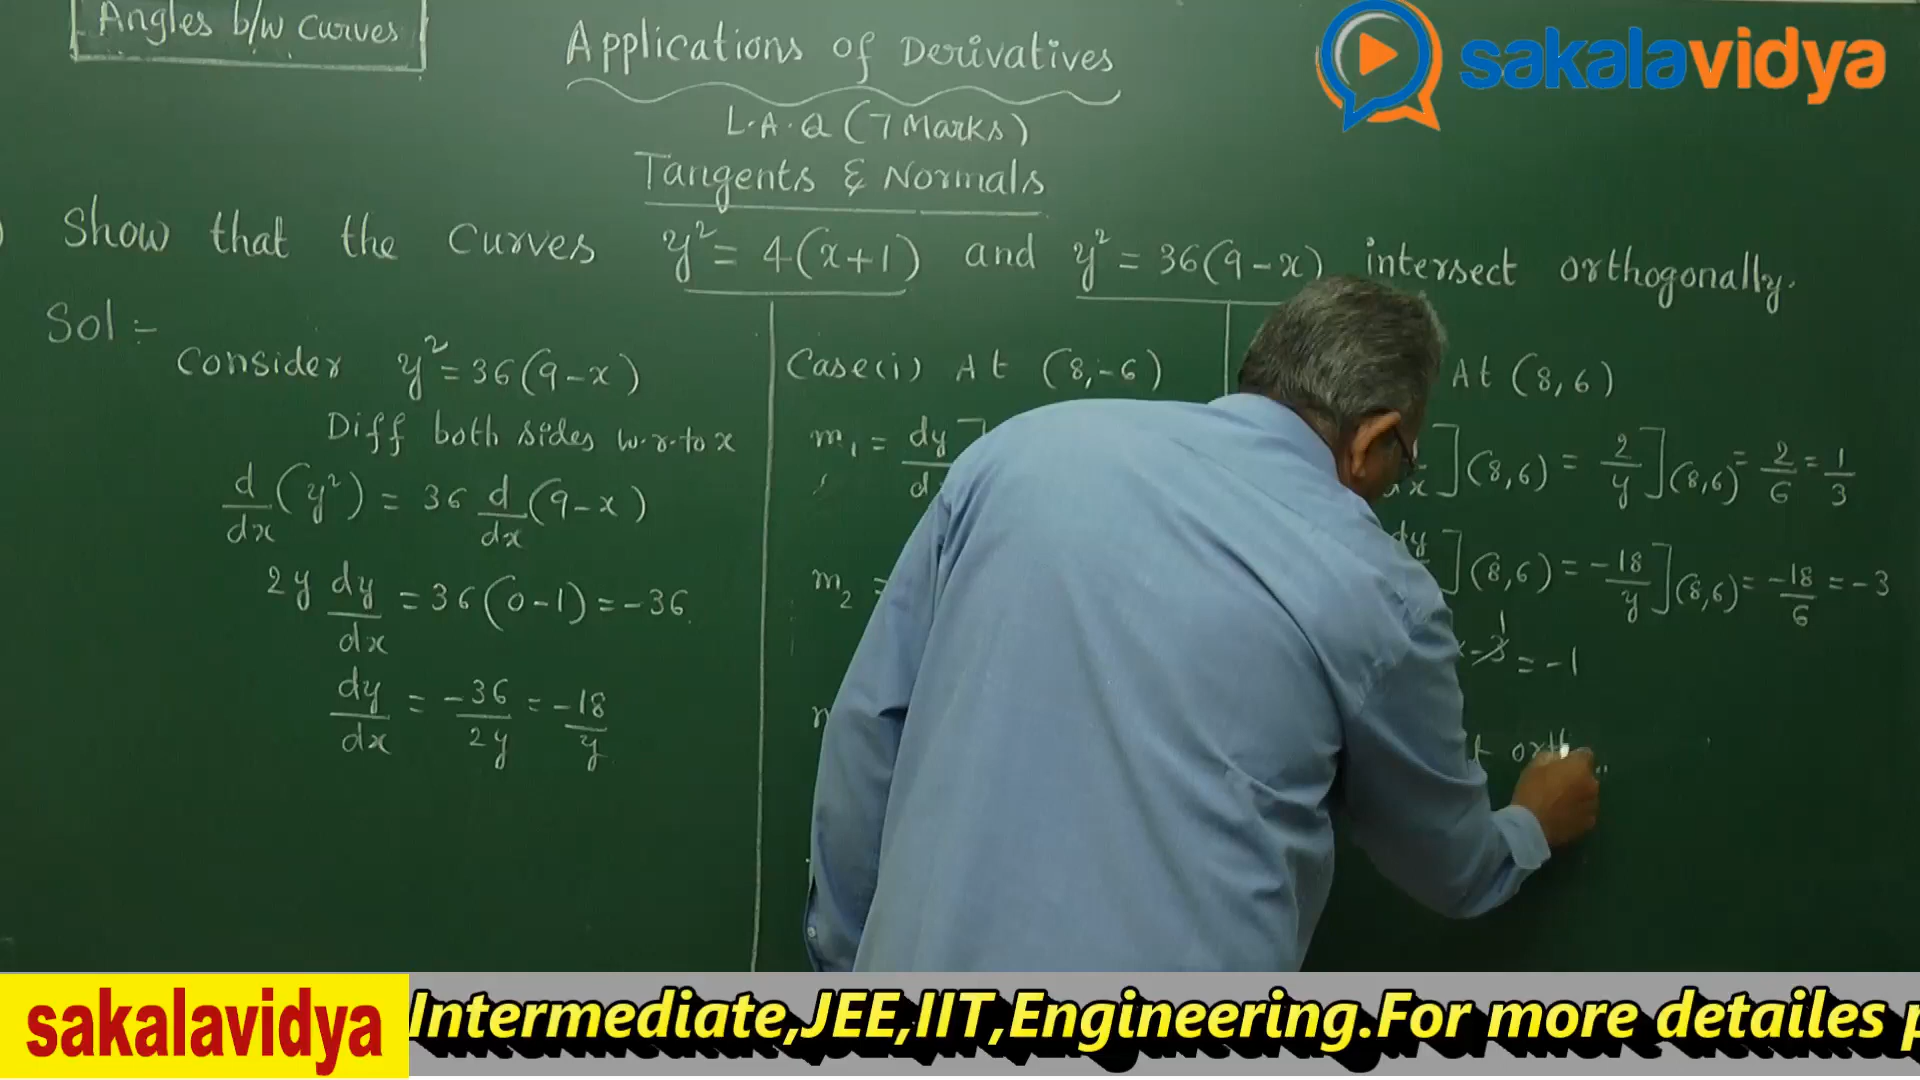 Angles b/w Curves
Applications of Derivatives
sakalavidya
L.A.Q (7 Marks)
Tangents & Normals
) Show that the curves y² = 4(x+1) and y² = 36(9-x) intersect orthogonally.
Sol :-
Consider y² = 36(9-x)
Diff both sides w.r.to x
d/dx (y²) = 36 d/dx (9-x)
2y dy/dx = 36(0-1) = -36
dy/dx = -36/2y = -18/y
Case(i) At (8,-6)
m₁ = dy
m₂ =
At (8,6)
](8,6) = 2/y](8,6) = 2/6 = 1/3
dy ](8,6) = -18/y](8,6) = -18/6 = -3
-3 1 = -1
t orth
sakalavidya
Intermediate,JEE,IIT,Engineering.For more detailes p